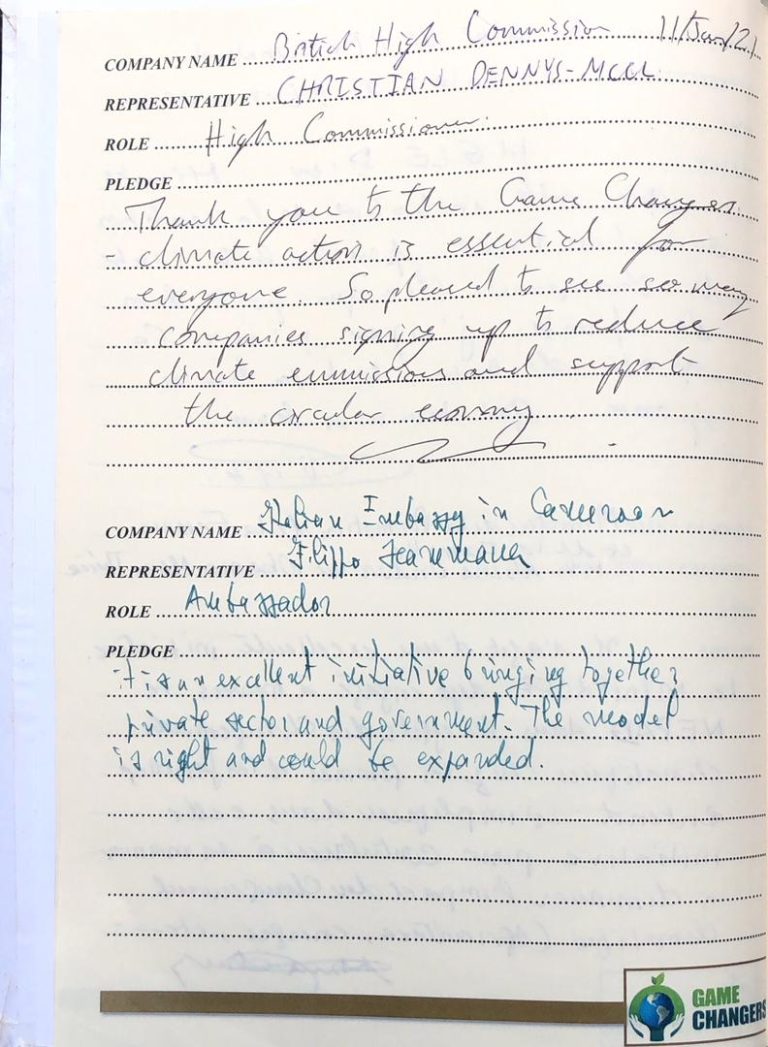 COMPANY NAME British High Commission 11/Jun/21
REPRESENTATIVE CHRISTIAN DENNYS-MCCL
ROLE High Commissioner.
PLEDGE
Thank you to the Game Changers
- climate action is essential for
everyone. So pleased to see so many
companies signing up to reduce
climate emmissions and support
the circular economy.
COMPANY NAME Italian Embassy in Cameroon
REPRESENTATIVE Filippo
ROLE Ambassador
PLEDGE
it is an excellent initiative bringing together
private sector and government. The model
is right and could be expanded.
GAME
CHANGERS